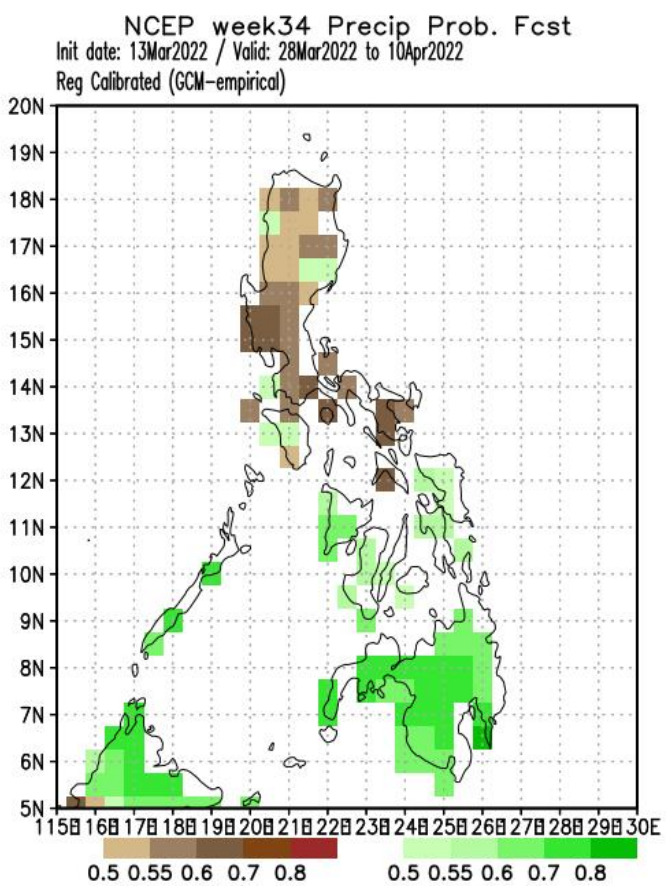 NCEP week34 Precip Prob. Fcst
Init date: 13Mar2022 / Valid: 28Mar2022 to 10Apr2022
Reg Calibrated (GCM-empirical)
20N
19N
18N
17N
16N
15N
14N
13N
12N
11N
10N
9N
8N
7N
6N
5N
115E 116E 117E 118E 119E 120E 121E 122E 123E 124E 125E 126E 127E 128E 129E 130E
0.5 0.55 0.6 0.7 0.8 0.5 0.55 0.6 0.7 0.8